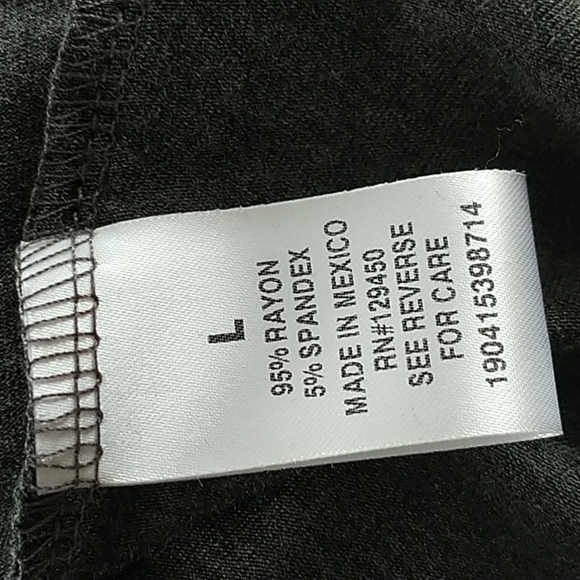 L
95% RAYON
5% SPANDEX
MADE IN MEXICO
RN#129450
SEE REVERSE
FOR CARE
190415398714